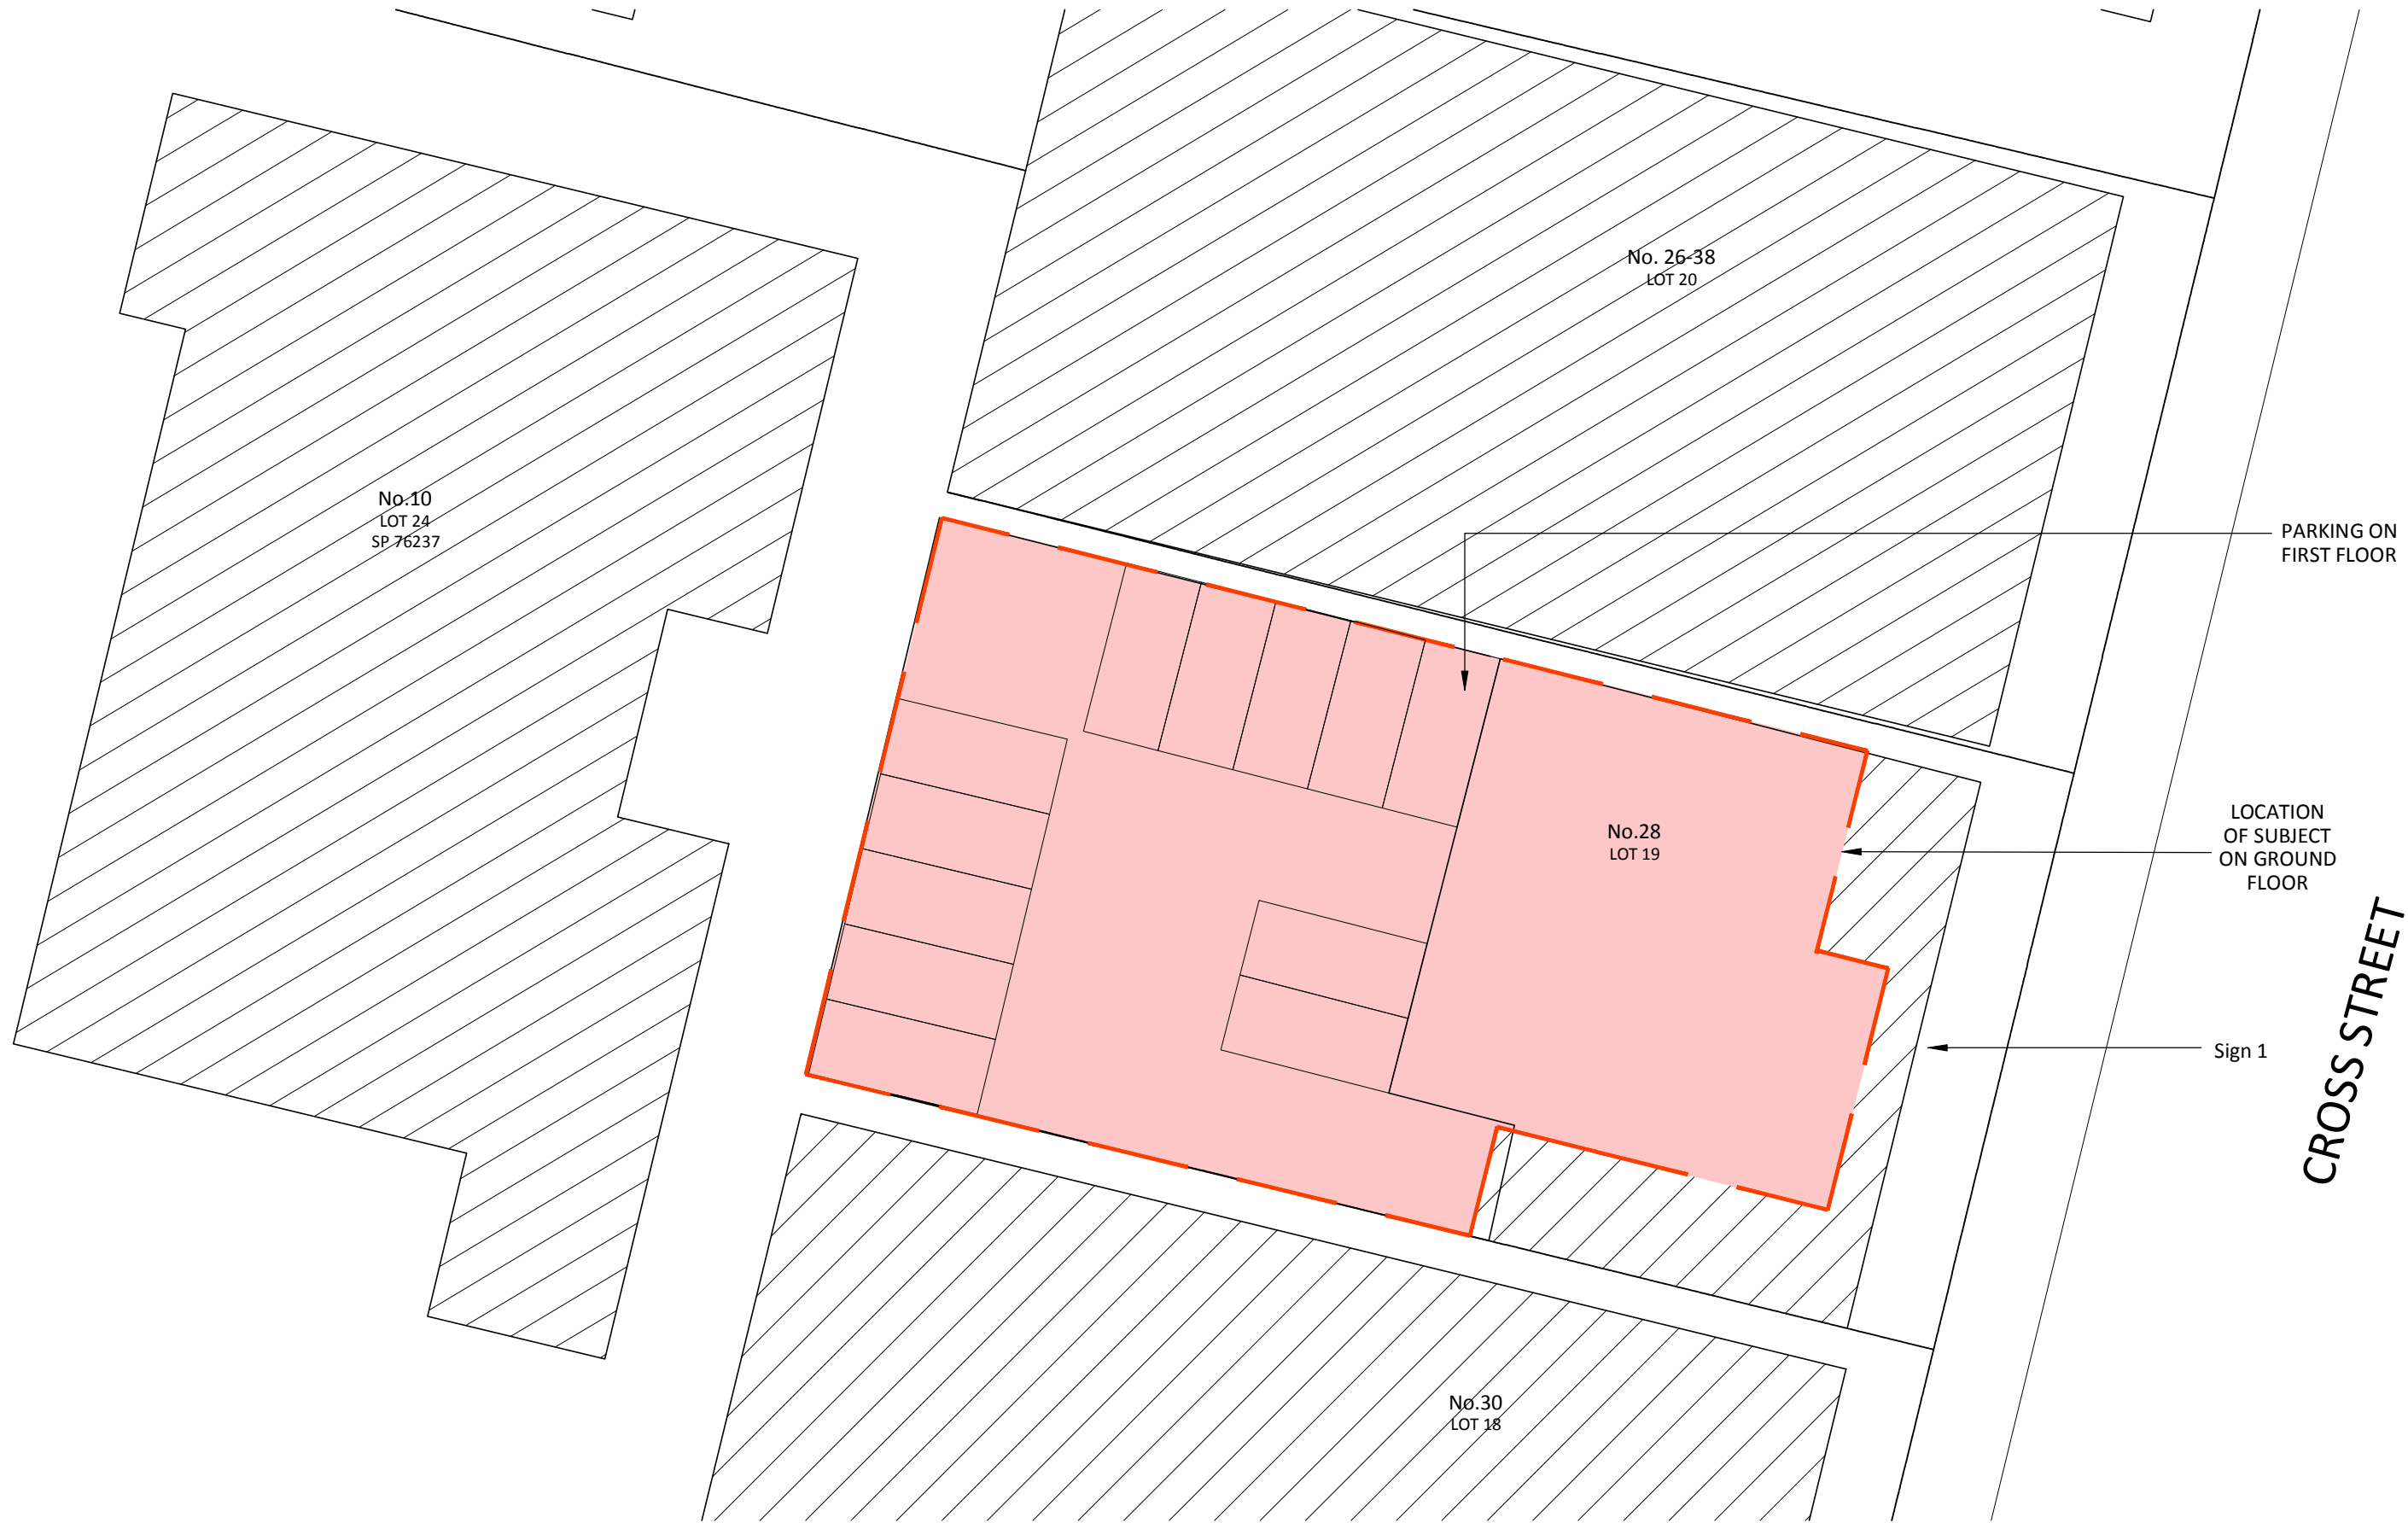 No. 26-38
LOT 20
No.10
LOT 24
SP 76237
PARKING ON
FIRST FLOOR
No.28
LOT 19
LOCATION
OF SUBJECT
ON GROUND
FLOOR
CROSS STREET
Sign 1
No.30
LOT 18